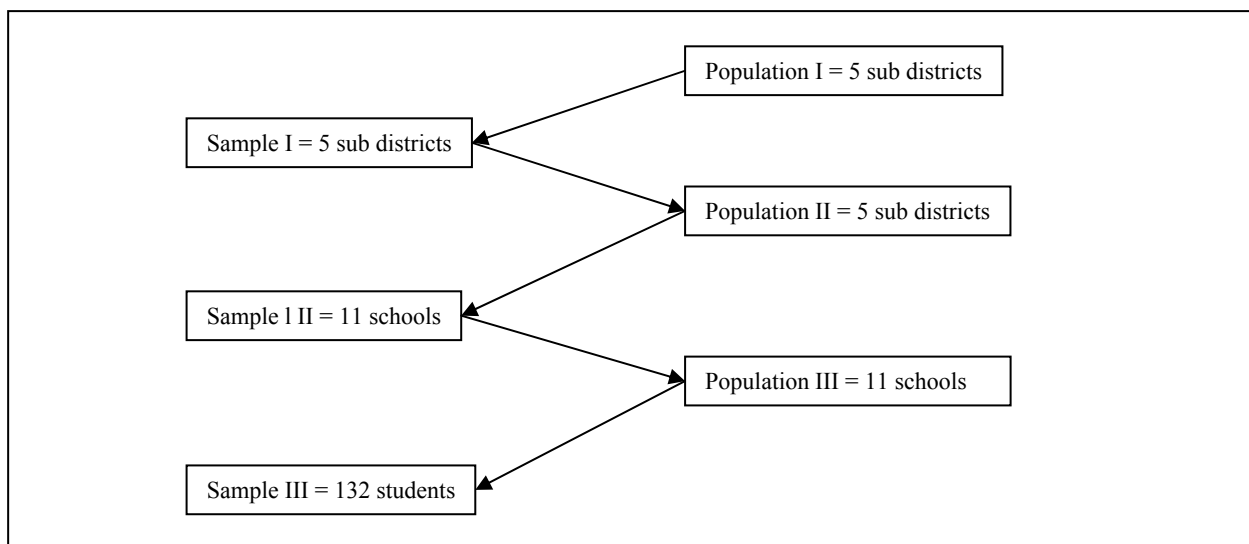 Population I = 5 sub districts
Sample I = 5 sub districts
Population II = 5 sub districts
Sample l II = 11 schools
Population III = 11 schools
Sample III = 132 students